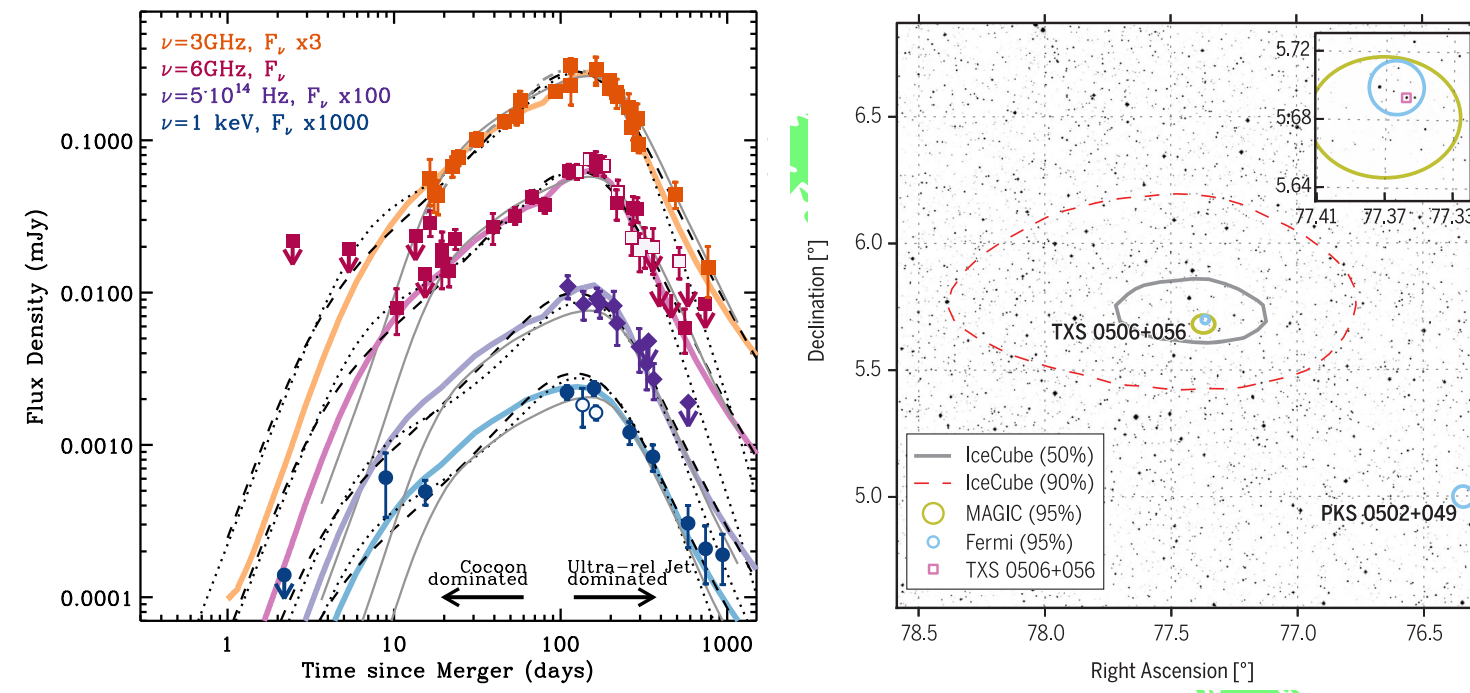 ν=3GHz, Fν x3
ν=6GHz, Fν
ν=5·10¹⁴ Hz, Fν x100
ν=1 keV, Fν x1000
0.1000
0.0100
0.0010
0.0001
Flux Density (mJy)
Cocoon
dominated
Ultra-rel Jet
dominated
1
10
100
1000
Time since Merger (days)
5.72
5.68
5.64
77.41
77.37
77.33
6.5
6.0
5.5
5.0
Declination [°]
TXS 0506+056
PKS 0502+049
IceCube (50%)
IceCube (90%)
MAGIC (95%)
Fermi (95%)
TXS 0506+056
78.5
78.0
77.5
77.0
76.5
Right Ascension [°]